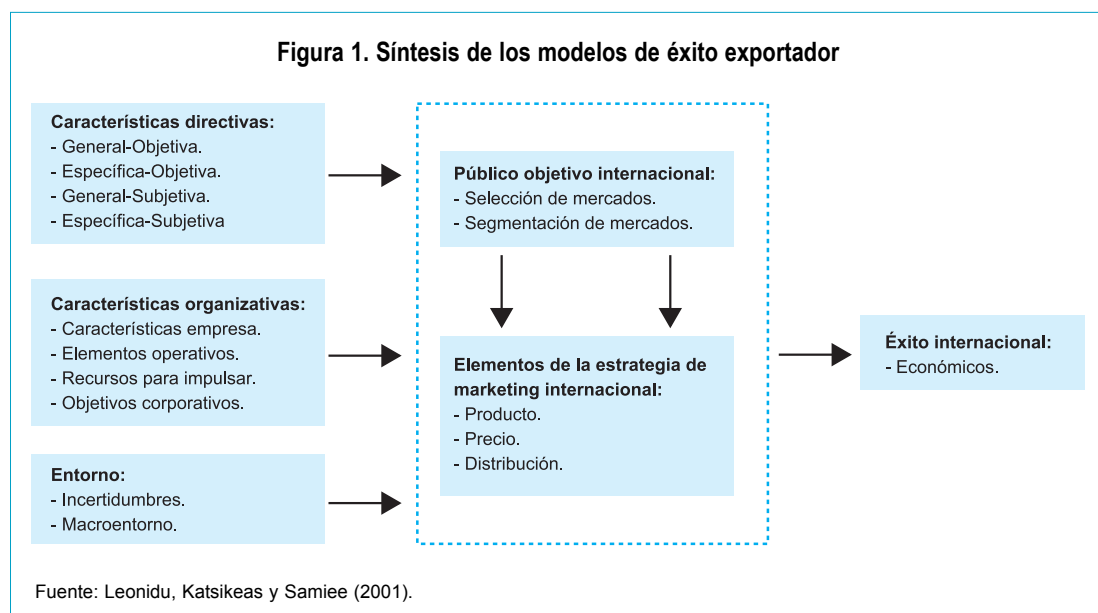 Figura 1. Síntesis de los modelos de éxito exportador
Características directivas:
- General-Objetiva.
- Específica-Objetiva.
- General-Subjetiva.
- Específica-Subjetiva
Características organizativas:
- Características empresa.
- Elementos operativos.
- Recursos para impulsar.
- Objetivos corporativos.
Entorno:
- Incertidumbres.
- Macroentorno.
Público objetivo internacional:
- Selección de mercados.
- Segmentación de mercados.
Elementos de la estrategia de
marketing internacional:
- Producto.
- Precio.
- Distribución.
Éxito internacional:
- Económicos.
Fuente: Leonidu, Katsikeas y Samiee (2001).